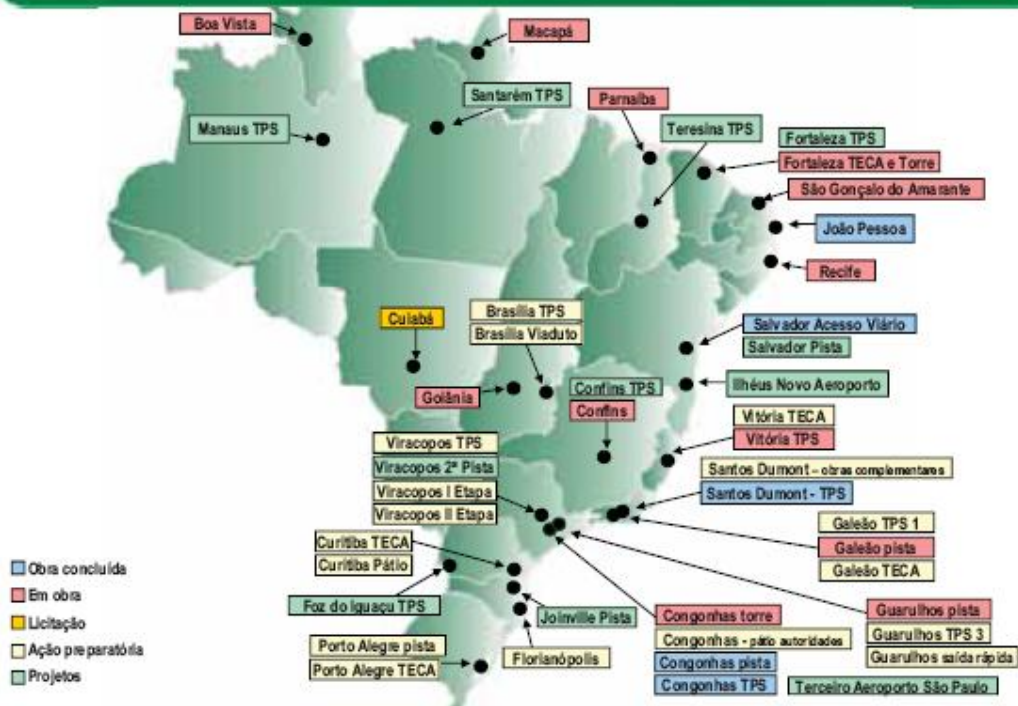 Boa Vista
Macapá
Santarém TPS
Parnaíba
Manaus TPS
Teresina TPS
Fortaleza TPS
Fortaleza TECA e Torre
São Gonçalo do Amarante
João Pessoa
Recife
Cuiabá
Brasília TPS
Brasília Viaduto
Salvador Acesso Viário
Salvador Pista
Goiânia
Confins TPS
Confins
Ilhéus Novo Aeroporto
Vitória TECA
Vitória TPS
Viracopos TPS
Viracopos 2ª Pista
Viracopos I Etapa
Viracopos II Etapa
Santos Dumont – obras complementares
Santos Dumont - TPS
Galeão TPS 1
Galeão pista
Galeão TECA
Curitiba TECA
Curitiba Pátio
Foz do Iguaçu TPS
Joinville Pista
Congonhas torre
Congonhas - pátio autoridades
Congonhas pista
Congonhas TPS
Guarulhos pista
Guarulhos TPS 3
Guarulhos saída rápida
Terceiro Aeroporto São Paulo
Porto Alegre pista
Porto Alegre TECA
Florianópolis
Obra concluída
Em obra
Licitação
Ação preparatória
Projetos